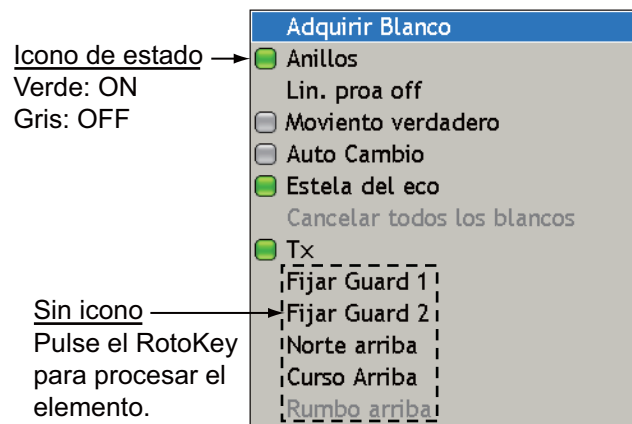 Icono de estado
Verde: ON
Gris: OFF
Sin icono
Pulse el RotoKey
para procesar el
elemento.
Adquirir Blanco
Anillos
Lin. proa off
Moviento verdadero
Auto Cambio
Estela del eco
Cancelar todos los blancos
Tx
Fijar Guard 1
Fijar Guard 2
Norte arriba
Curso Arriba
Rumbo arriba